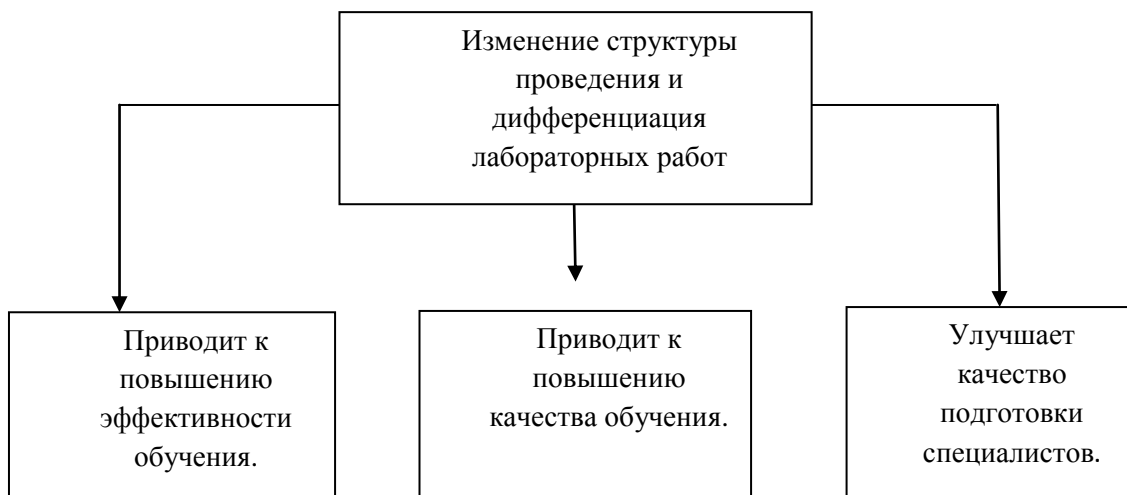 Изменение структуры
проведения и
дифференциация
лабораторных работ
Приводит к
повышению
эффективности
обучения.
Приводит к
повышению
качества обучения.
Улучшает
качество
подготовки
специалистов.